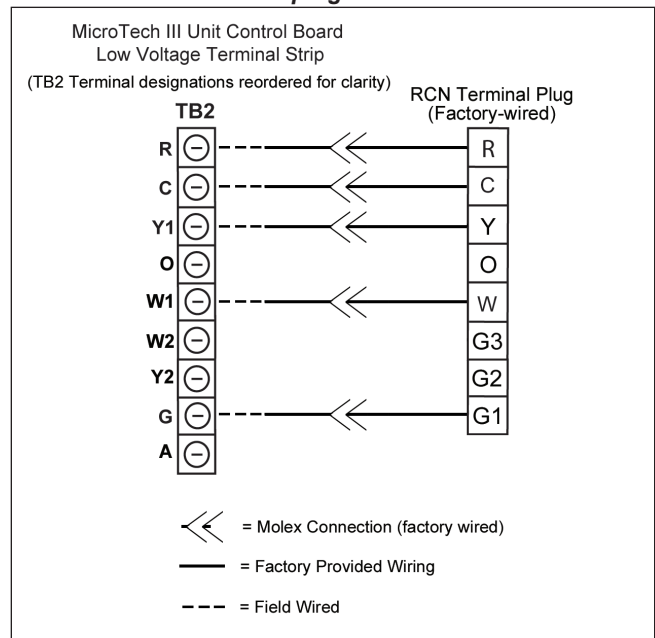 MicroTech III Unit Control Board
Low Voltage Terminal Strip
(TB2 Terminal designations reordered for clarity)
RCN Terminal Plug
(Factory-wired)
TB2
R R
C C
Y1 Y
O O
W1 W
W2 G3
Y2 G2
G G1
A
= Molex Connection (factory wired)
= Factory Provided Wiring
= Field Wired